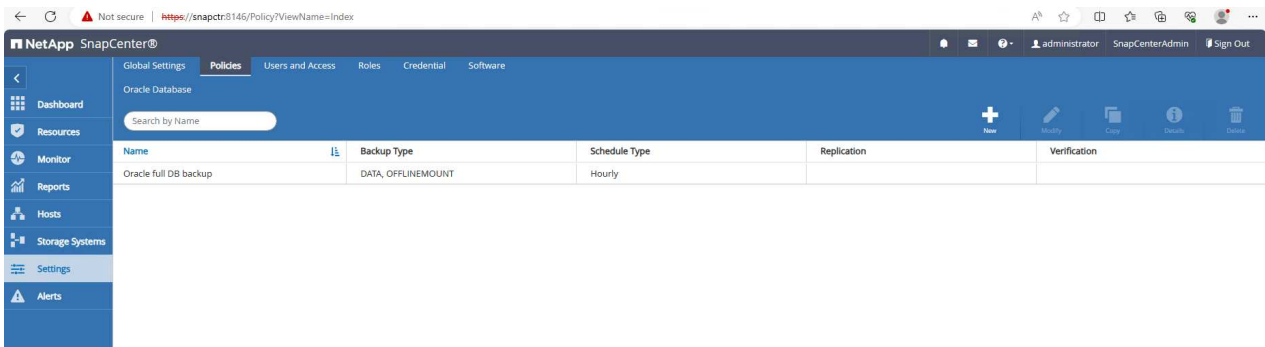 Not secure | https://snapctr:8146/Policy?ViewName=Index
NetApp SnapCenter®
administrator SnapCenterAdmin Sign Out
Global Settings Policies Users and Access Roles Credential Software
Oracle Database
Dashboard
Search by Name
New Modify Copy Details Delete
Resources
Name Backup Type Schedule Type Replication Verification
Monitor
Oracle full DB backup DATA, OFFLINEMOUNT Hourly
Reports
Hosts
Storage Systems
Settings
Alerts